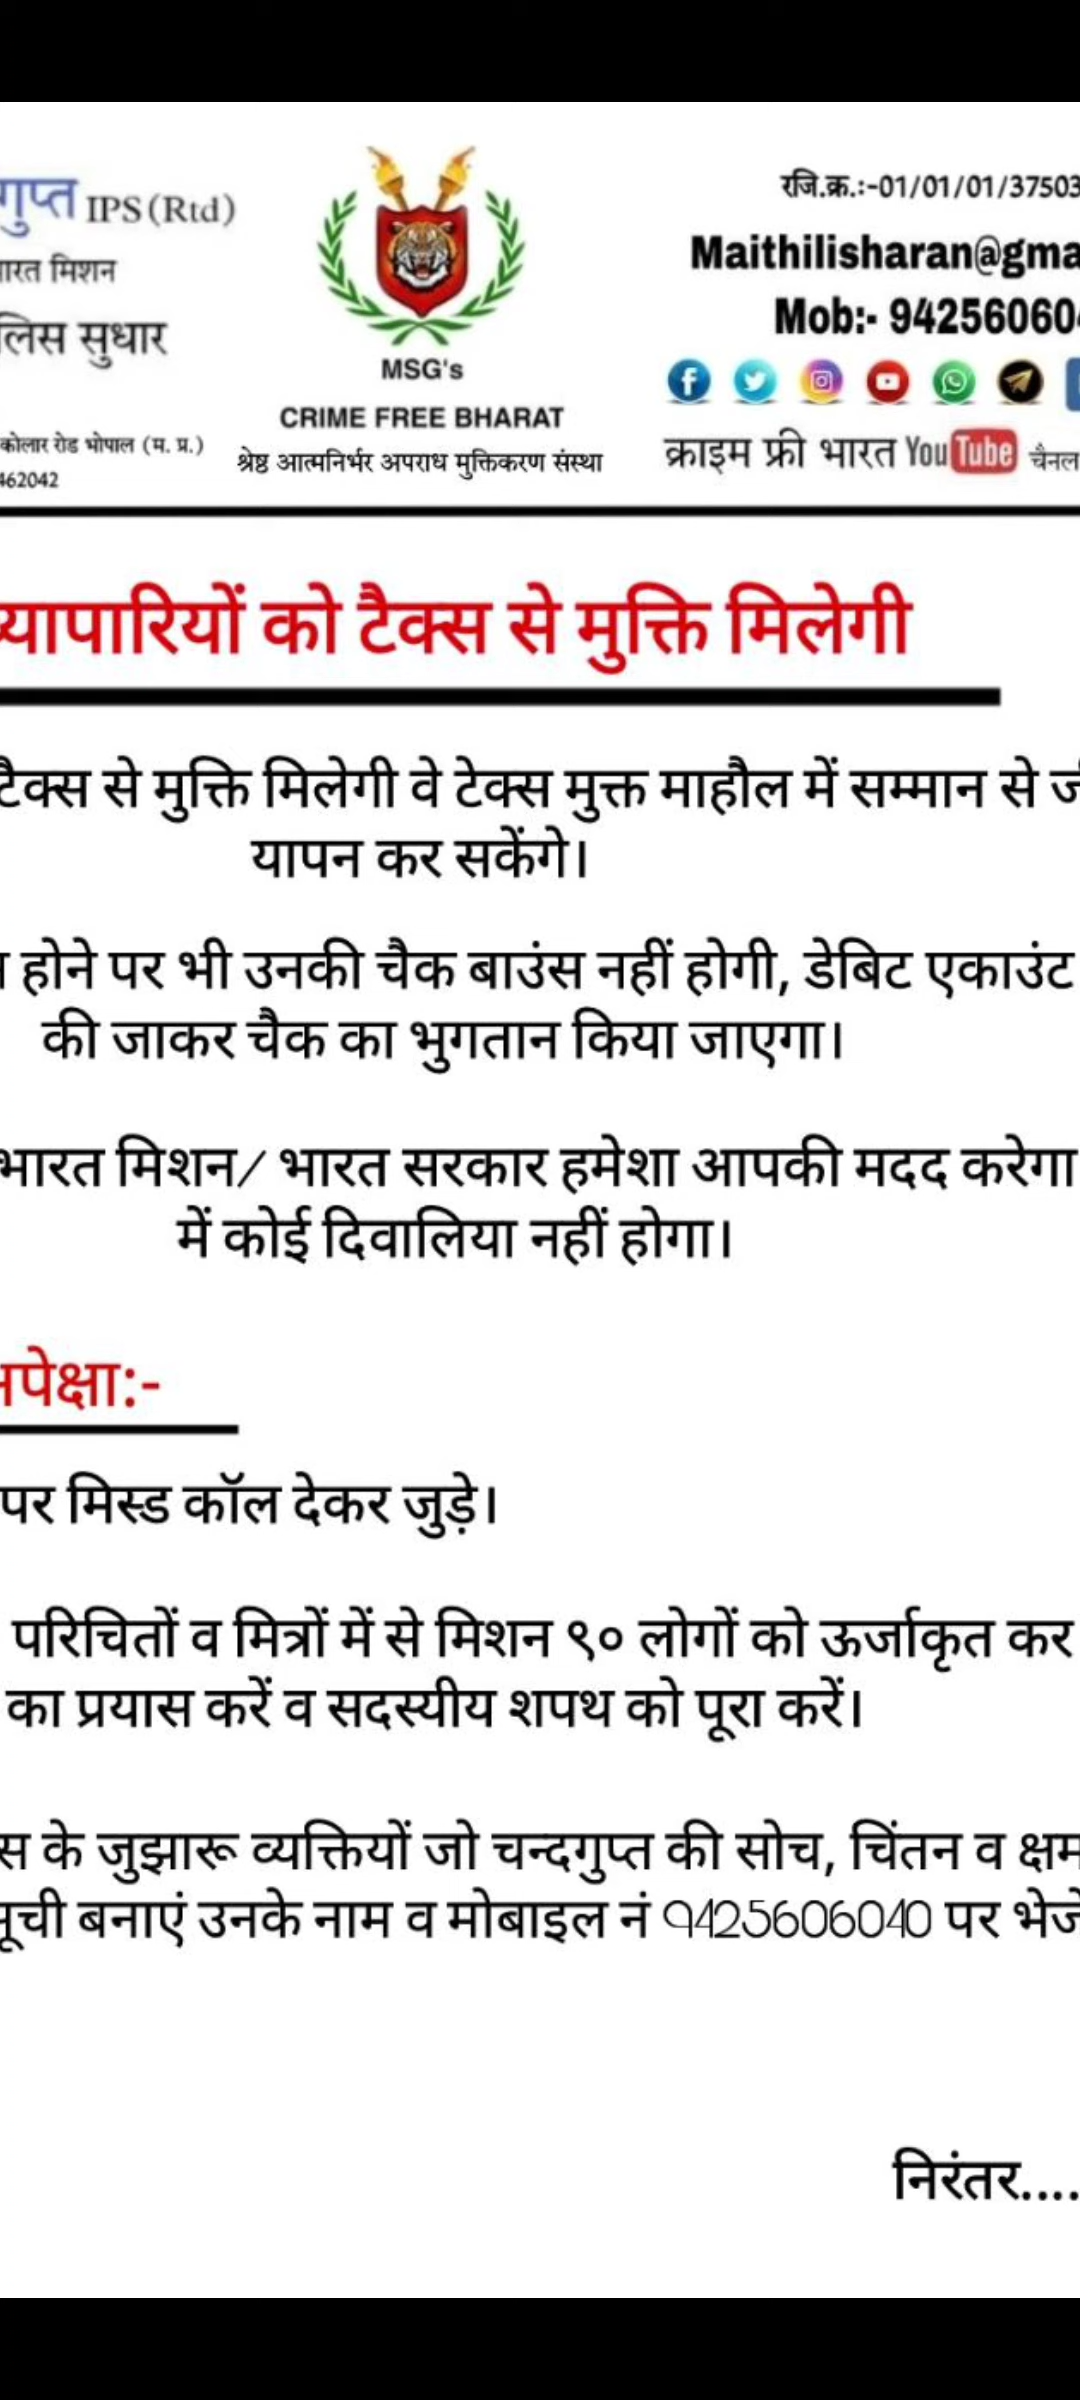 गुप्त IPS (Rtd)
भारत मिशन
पुलिस सुधार
कोलार रोड भोपाल (म. प्र.)
462042
MSG's
CRIME FREE BHARAT
श्रेष्ठ आत्मनिर्भर अपराध मुक्तिकरण संस्था
रजि.क्र.:-01/01/01/37503
Maithilisharan@gma
Mob:- 94256060
क्राइम फ्री भारत YouTube चैनल
व्यापारियों को टैक्स से मुक्ति मिलेगी
टैक्स से मुक्ति मिलेगी वे टेक्स मुक्त माहौल में सम्मान से
यापन कर सकेंगे।
होने पर भी उनकी चैक बाउंस नहीं होगी, डेबिट एकाउंट
की जाकर चैक का भुगतान किया जाएगा।
भारत मिशन/ भारत सरकार हमेशा आपकी मदद करेगा
में कोई दिवालिया नहीं होगा।
अपेक्षा:-
पर मिस्ड कॉल देकर जुड़े।
परिचितों व मित्रों में से मिशन ९० लोगों को ऊर्जाकृत कर
का प्रयास करें व सदस्यीय शपथ को पूरा करें।
स के जुझारू व्यक्तियों जो चन्दगुप्त की सोच, चिंतन व क्षम
सूची बनाएं उनके नाम व मोबाइल नं 9425606040 पर भेजे
निरंतर....